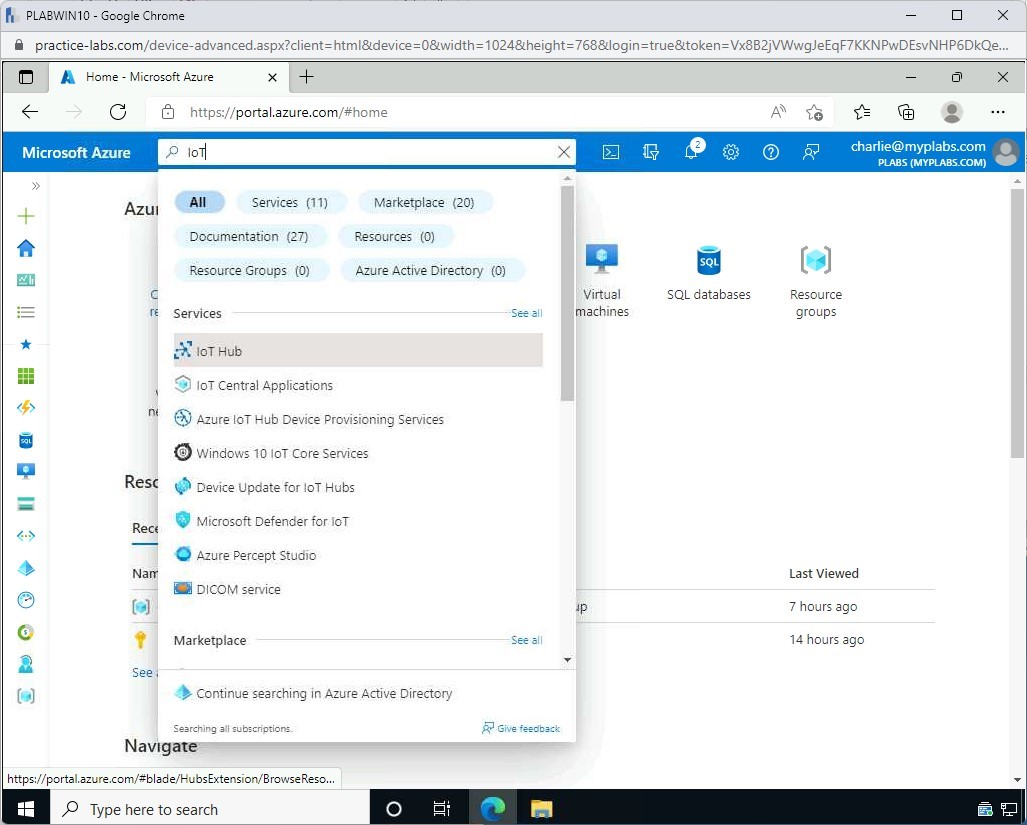 PLABWIN10 - Google Chrome
practice-labs.com/device-advanced.aspx?client=html&device=0&width=1024&height=768&login=true&token=Vx8B2jVWwgJeEqF7KKNPwDEsvNHP6DkQe...
Home - Microsoft Azure
https://portal.azure.com/#home
Microsoft Azure
IoT
2
charlie@myplabs.com
PLABS (MYPLABS.COM)
All
Services (11)
Marketplace (20)
Documentation (27)
Resources (0)
Resource Groups (0)
Azure Active Directory (0)
Services
See all
IoT Hub
IoT Central Applications
Azure IoT Hub Device Provisioning Services
Windows 10 IoT Core Services
Device Update for IoT Hubs
Microsoft Defender for IoT
Azure Percept Studio
DICOM service
Marketplace
See all
Continue searching in Azure Active Directory
Searching all subscriptions.
Give feedback
Virtual machines
SQL
SQL databases
Resource groups
Last Viewed
7 hours ago
14 hours ago
Navigate
https://portal.azure.com/#blade/HubsExtension/BrowseReso...
Type here to search